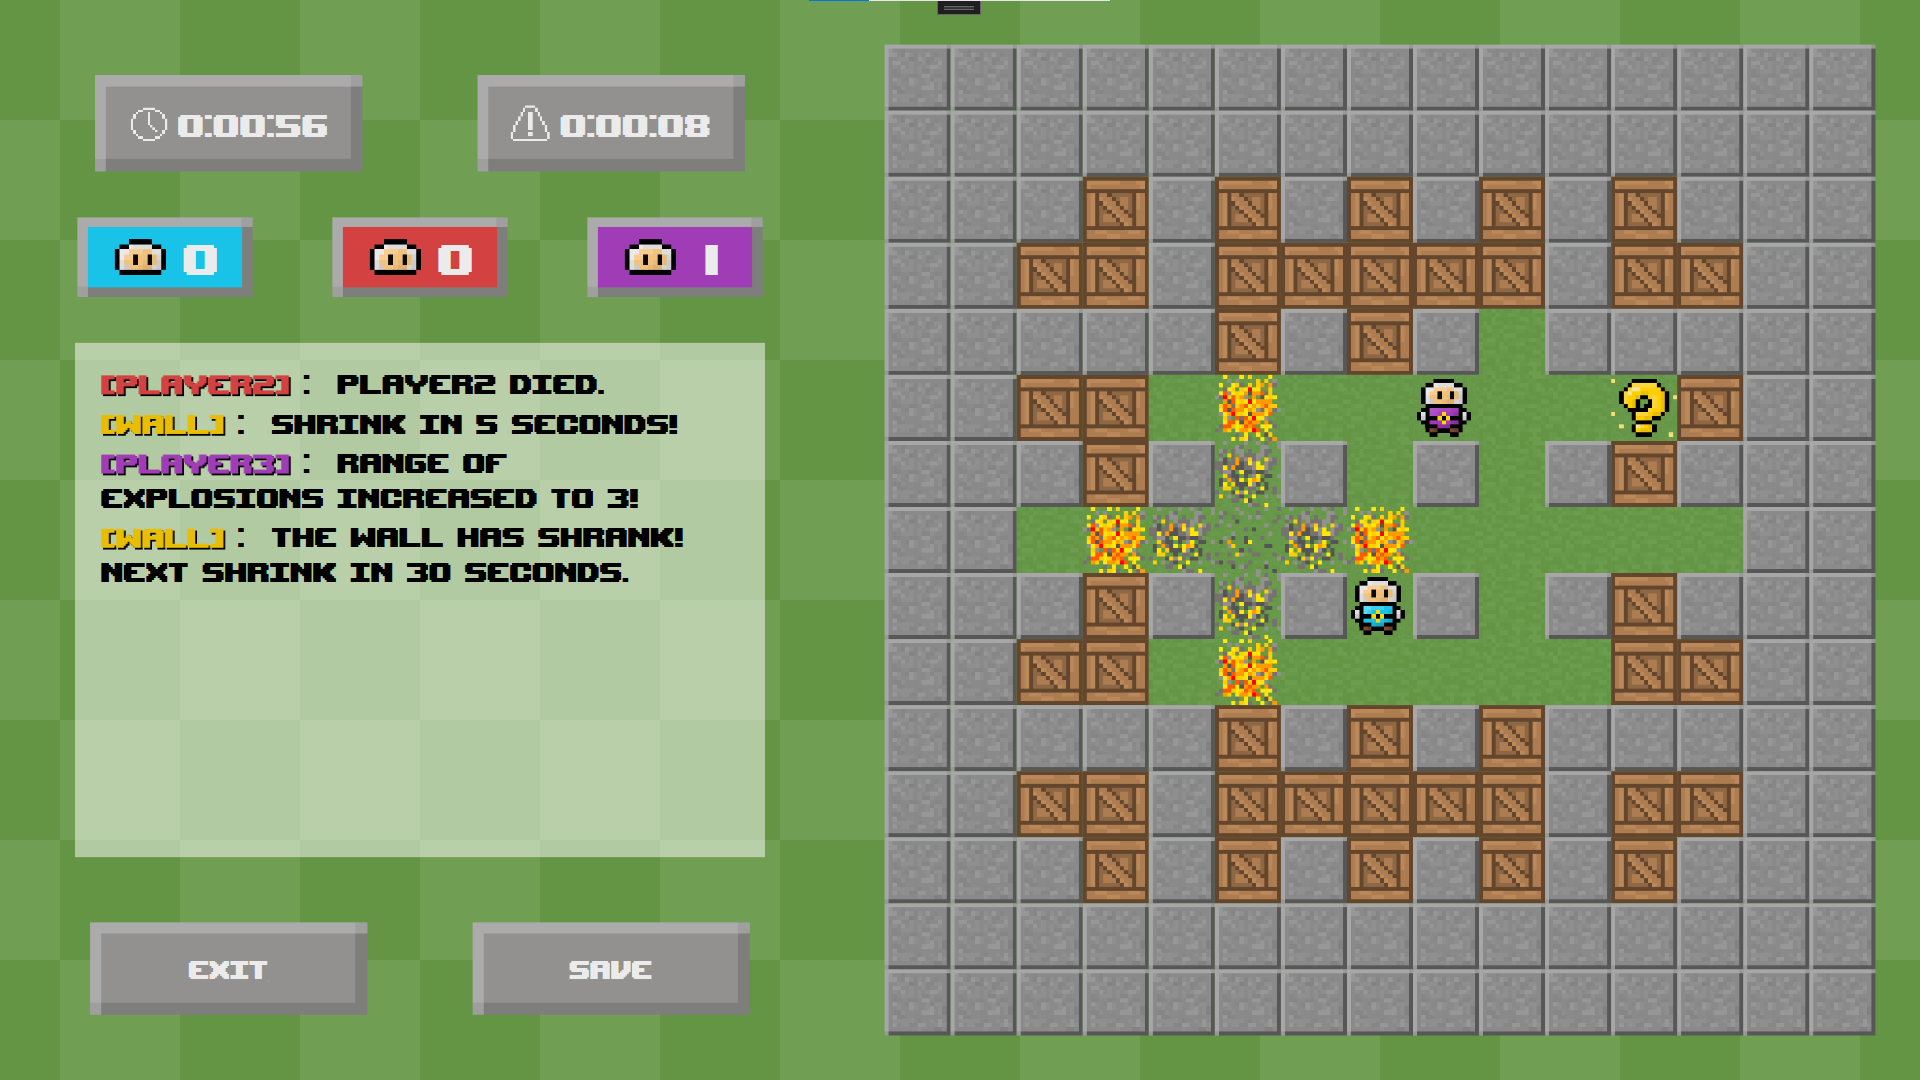 0:00:56
0:00:08
0
0
1
[PLAYER2] : PLAYER2 DIED.
[WALL] : SHRINK IN 5 SECONDS!
[PLAYER3] : RANGE OF
EXPLOSIONS INCREASED TO 3!
[WALL] : THE WALL HAS SHRANK!
NEXT SHRINK IN 30 SECONDS.
EXIT
SAVE